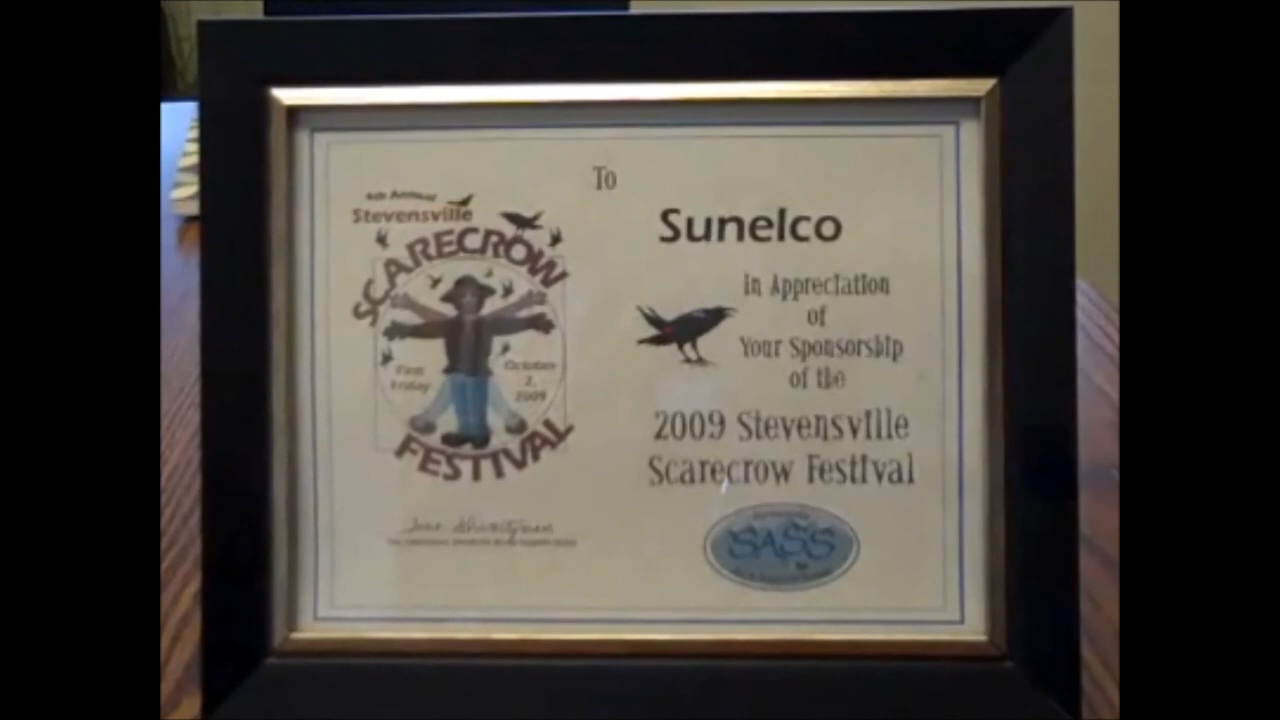 4th Annual
Stevensville
SCARECROW
First
Friday
October
2,
2009
FESTIVAL
To
Sunelco
In Appreciation
of
Your Sponsorship
of the
2009 Stevensville
Scarecrow Festival
SASS